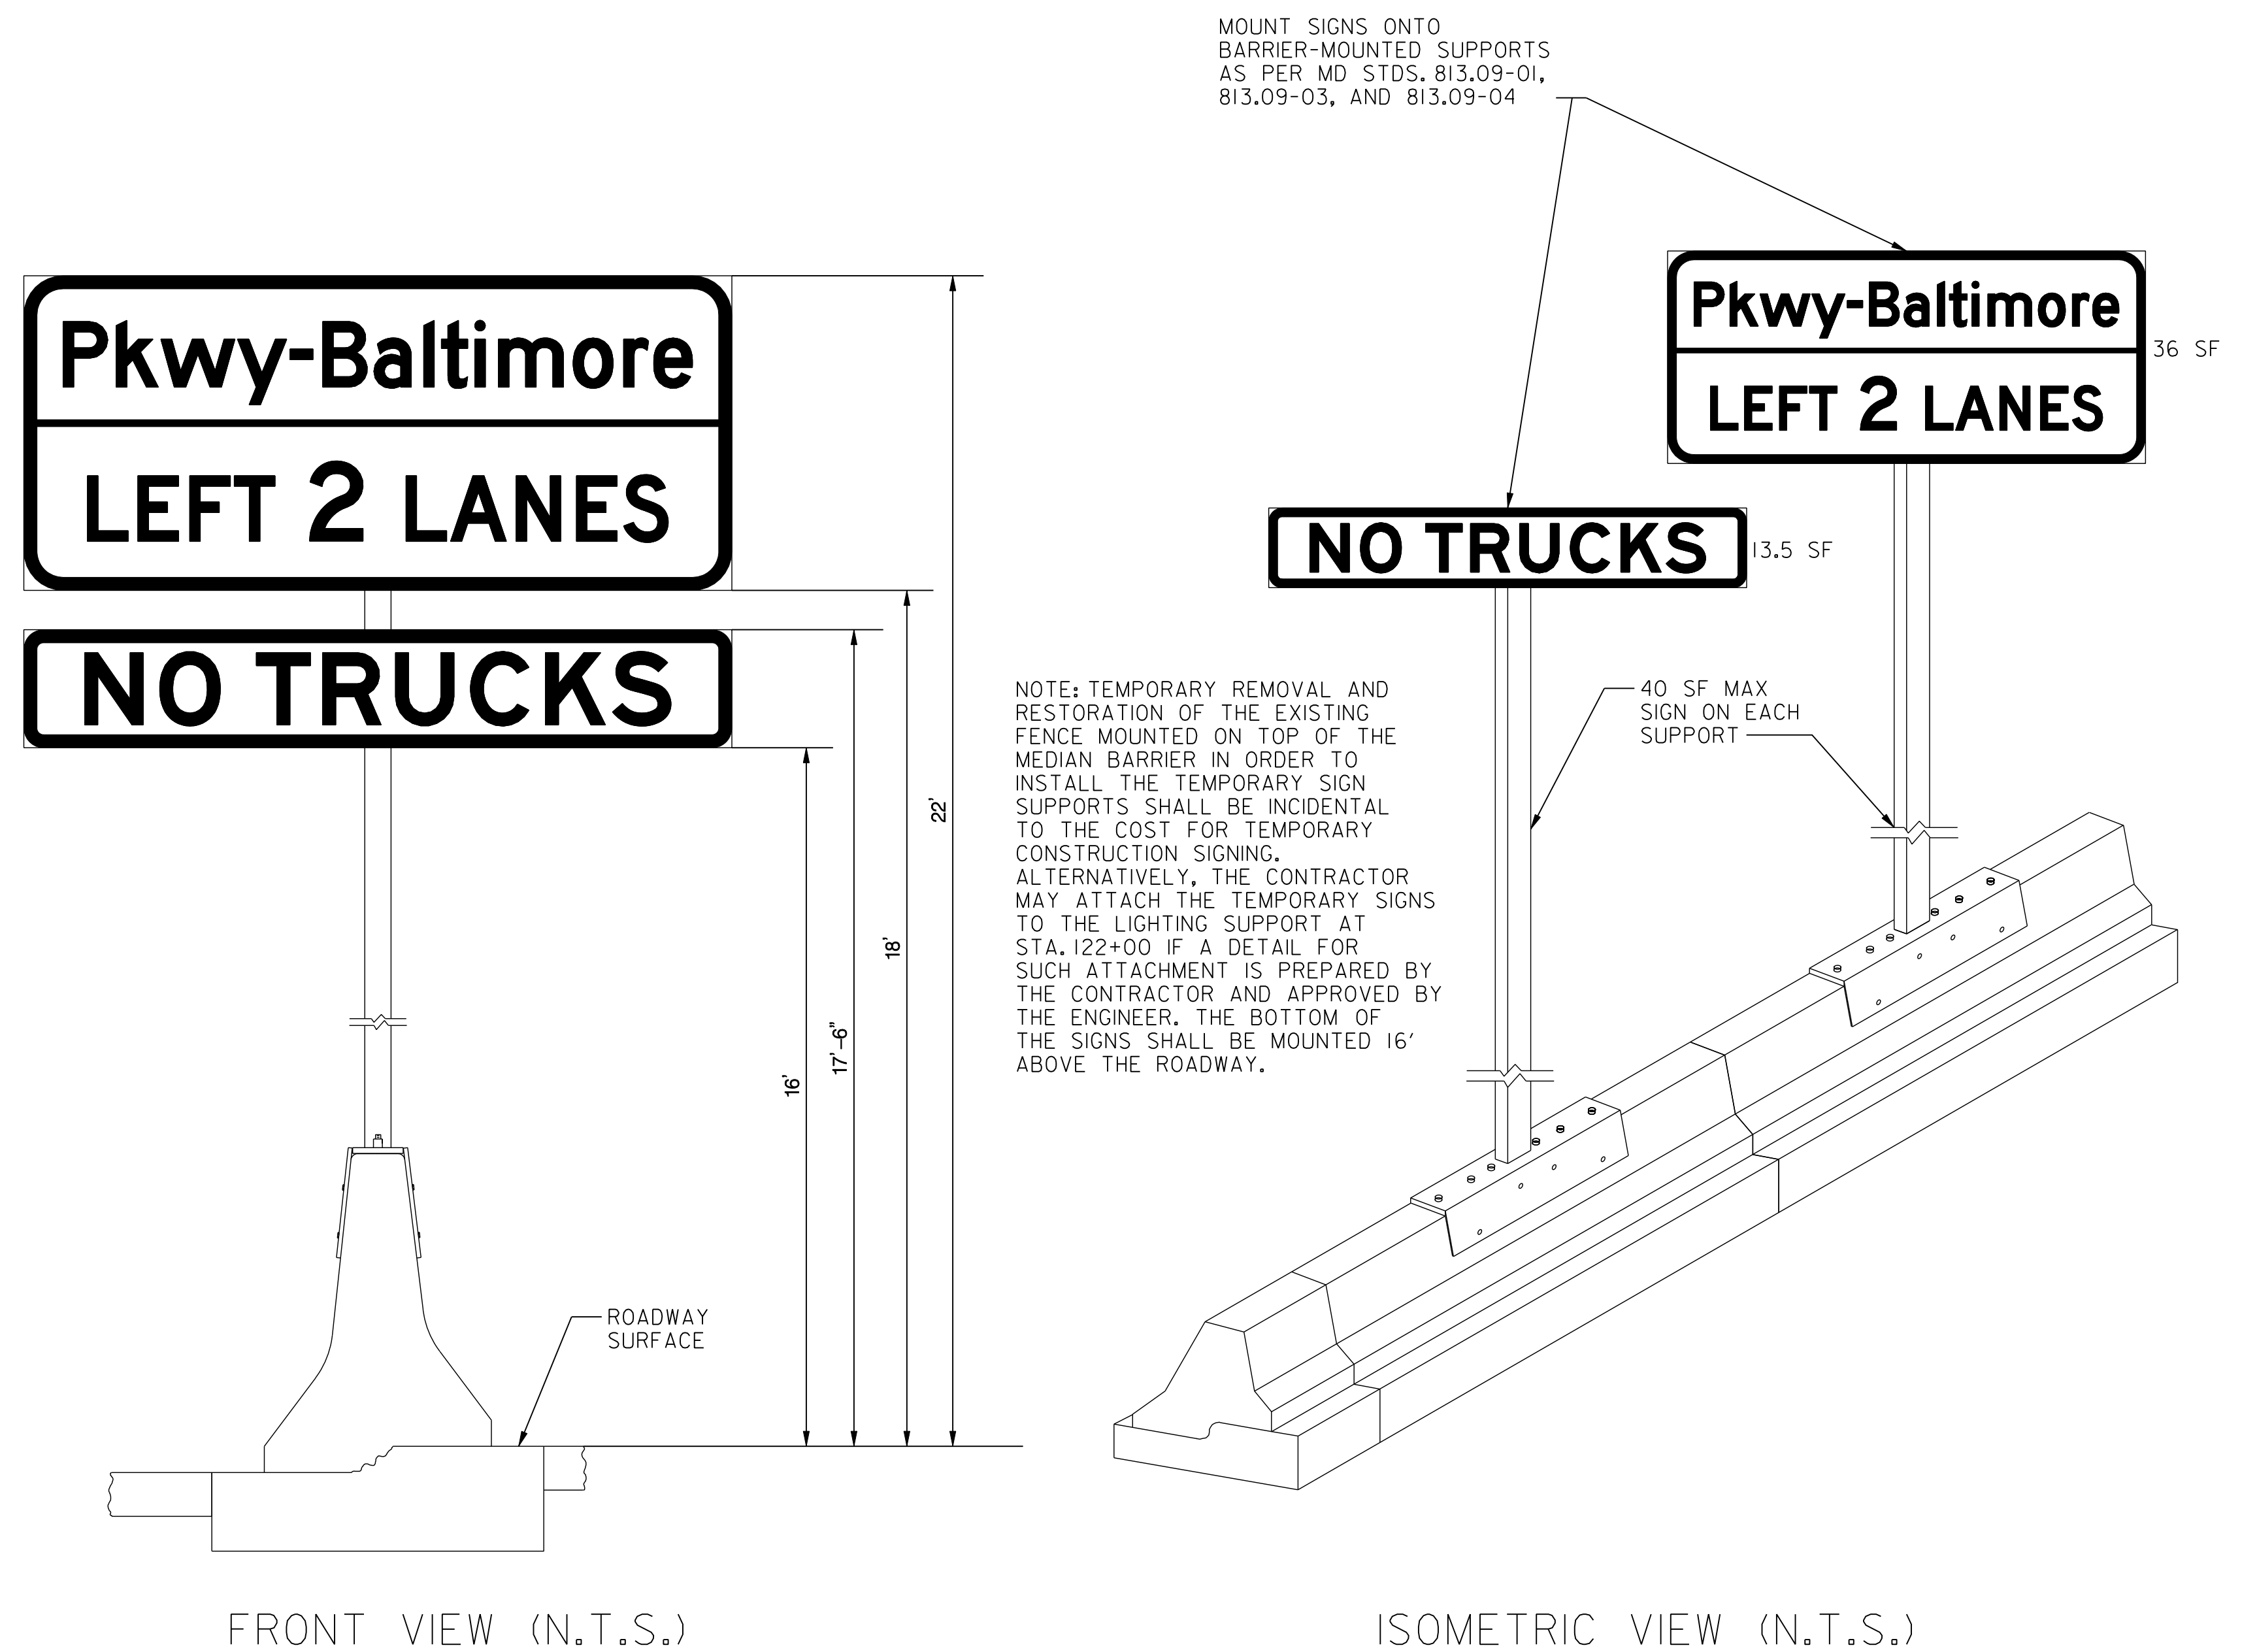 MOUNT SIGNS ONTO
BARRIER-MOUNTED SUPPORTS
AS PER MD STDS. 813.09-01,
813.09-03, AND 813.09-04
Pkwy-Baltimore
LEFT 2 LANES
NO TRUCKS
22'
18'
17'-6"
16'
ROADWAY
SURFACE
FRONT VIEW (N.T.S.)
Pkwy-Baltimore
LEFT 2 LANES
36 SF
NO TRUCKS
13.5 SF
40 SF MAX
SIGN ON EACH
SUPPORT
NOTE: TEMPORARY REMOVAL AND
RESTORATION OF THE EXISTING
FENCE MOUNTED ON TOP OF THE
MEDIAN BARRIER IN ORDER TO
INSTALL THE TEMPORARY SIGN
SUPPORTS SHALL BE INCIDENTAL
TO THE COST FOR TEMPORARY
CONSTRUCTION SIGNING.
ALTERNATIVELY, THE CONTRACTOR
MAY ATTACH THE TEMPORARY SIGNS
TO THE LIGHTING SUPPORT AT
STA. 122+00 IF A DETAIL FOR
SUCH ATTACHMENT IS PREPARED BY
THE CONTRACTOR AND APPROVED BY
THE ENGINEER. THE BOTTOM OF
THE SIGNS SHALL BE MOUNTED 16'
ABOVE THE ROADWAY.
ISOMETRIC VIEW (N.T.S.)